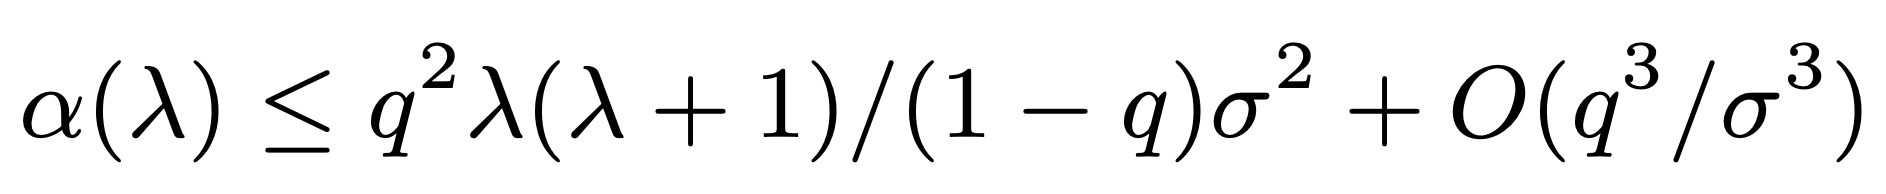 α(λ) ≤ q²λ(λ + 1)/(1 − q)σ² + O(q³/σ³)